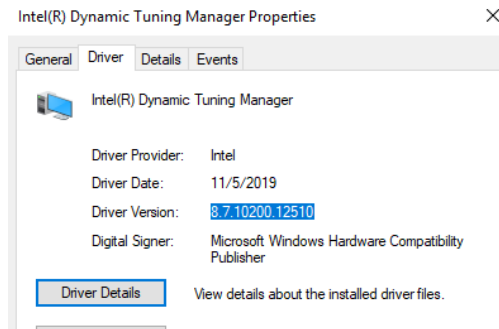 Intel(R) Dynamic Tuning Manager Properties
General Driver Details Events
Intel(R) Dynamic Tuning Manager
Driver Provider: Intel
Driver Date: 11/5/2019
Driver Version: 8.7.10200.12510
Digital Signer: Microsoft Windows Hardware Compatibility
Publisher
Driver Details View details about the installed driver files.